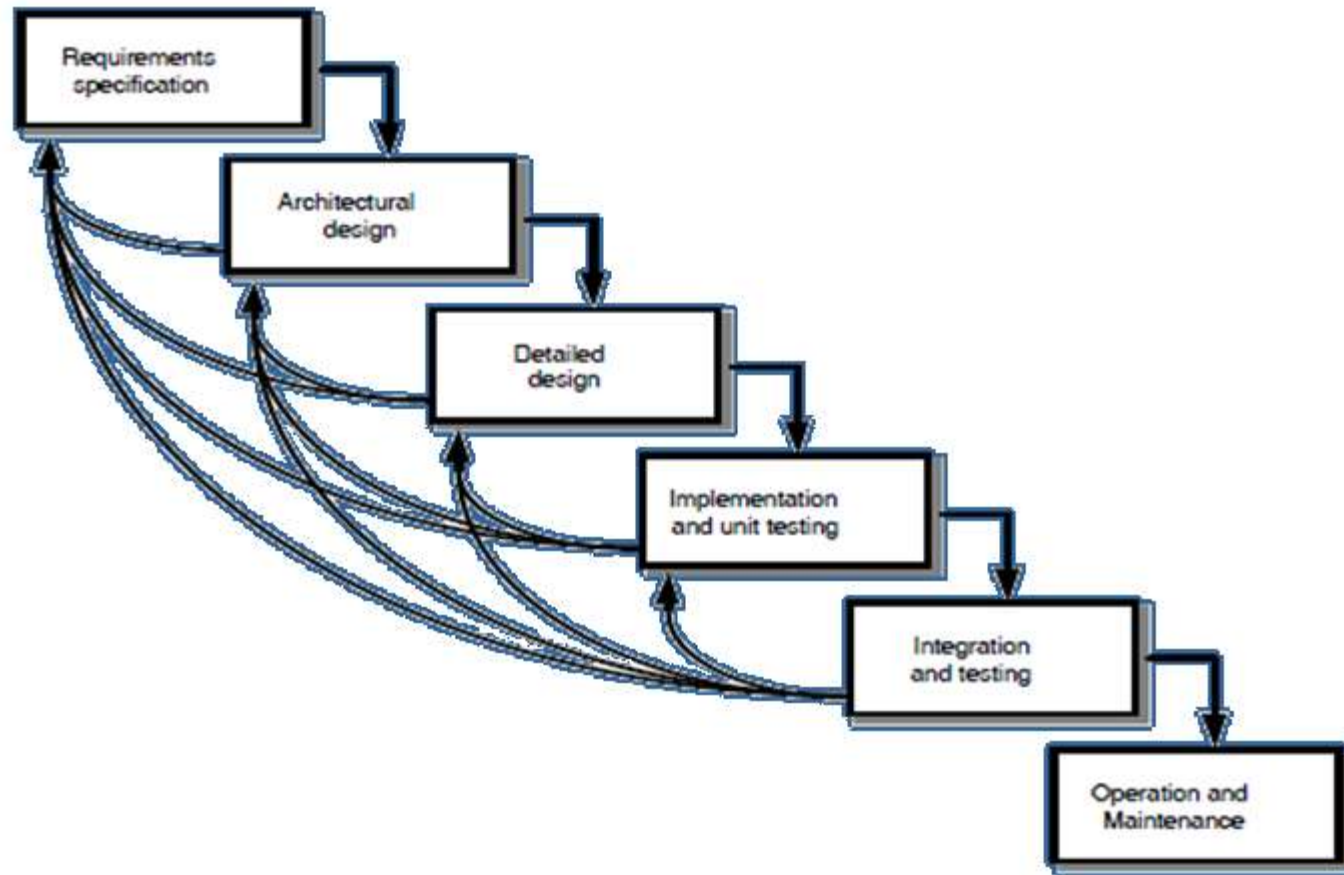 Requirements
specification
Architectural
design
Detailed
design
Implementation
and unit testing
Integration
and testing
Operation and
Maintenance